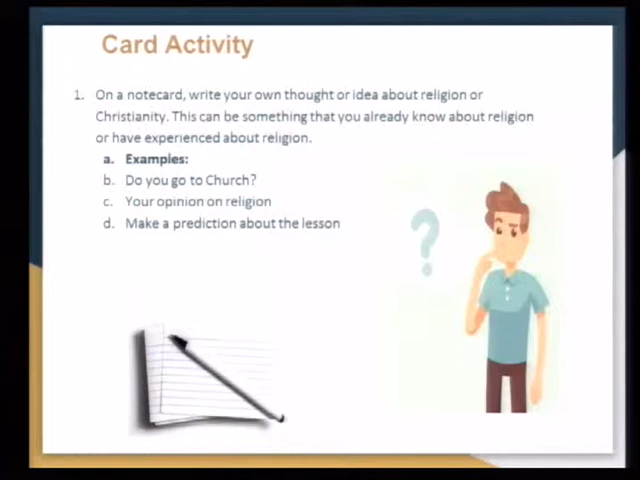 Card Activity
1. On a notecard, write your own thought or idea about religion or
Christianity. This can be something that you already know about religion
or have experienced about religion.
a. Examples:
b. Do you go to Church?
c. Your opinion on religion
d. Make a prediction about the lesson
?